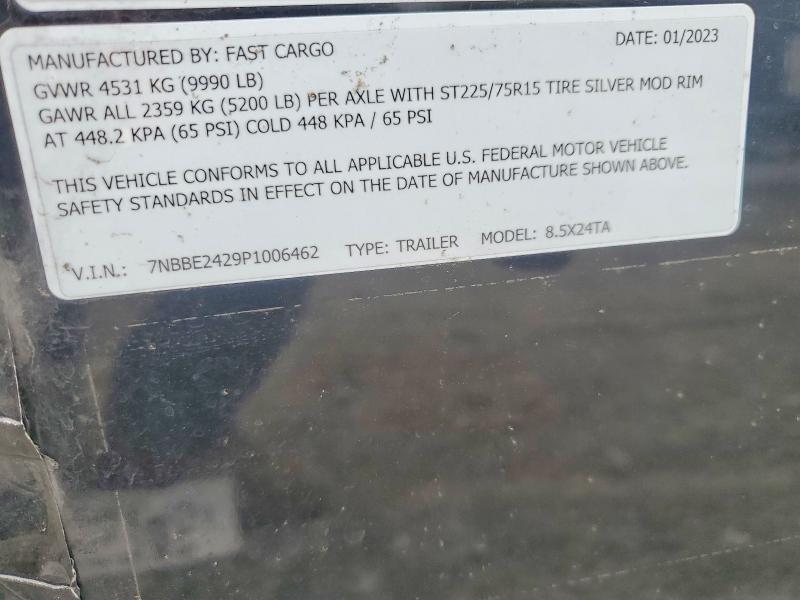 MANUFACTURED BY: FAST CARGO DATE: 01/2023
GVWR 4531 KG (9990 LB)
GAWR ALL 2359 KG (5200 LB) PER AXLE WITH ST225/75R15 TIRE SILVER MOD RIM
AT 448.2 KPA (65 PSI) COLD 448 KPA / 65 PSI
THIS VEHICLE CONFORMS TO ALL APPLICABLE U.S. FEDERAL MOTOR VEHICLE
SAFETY STANDARDS IN EFFECT ON THE DATE OF MANUFACTURE SHOWN ABOVE.
V.I.N.: 7NBBE2429P1006462 TYPE: TRAILER MODEL: 8.5X24TA